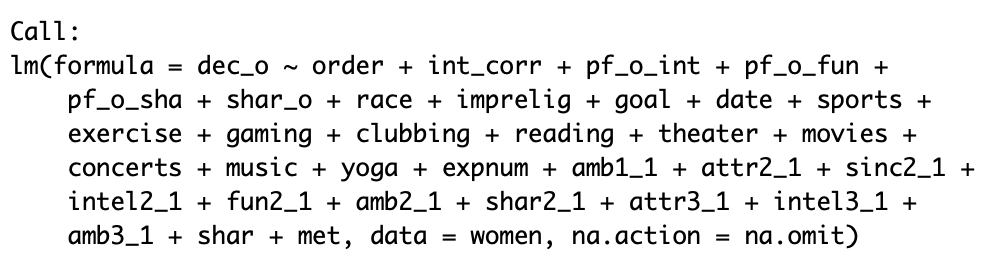 Call:
lm(formula = dec_o ~ order + int_corr + pf_o_int + pf_o_fun +
    pf_o_sha + shar_o + race + imprelig + goal + date + sports +
    exercise + gaming + clubbing + reading + theater + movies +
    concerts + music + yoga + expnum + amb1_1 + attr2_1 + sinc2_1 +
    intel2_1 + fun2_1 + amb2_1 + shar2_1 + attr3_1 + intel3_1 +
    amb3_1 + shar + met, data = women, na.action = na.omit)